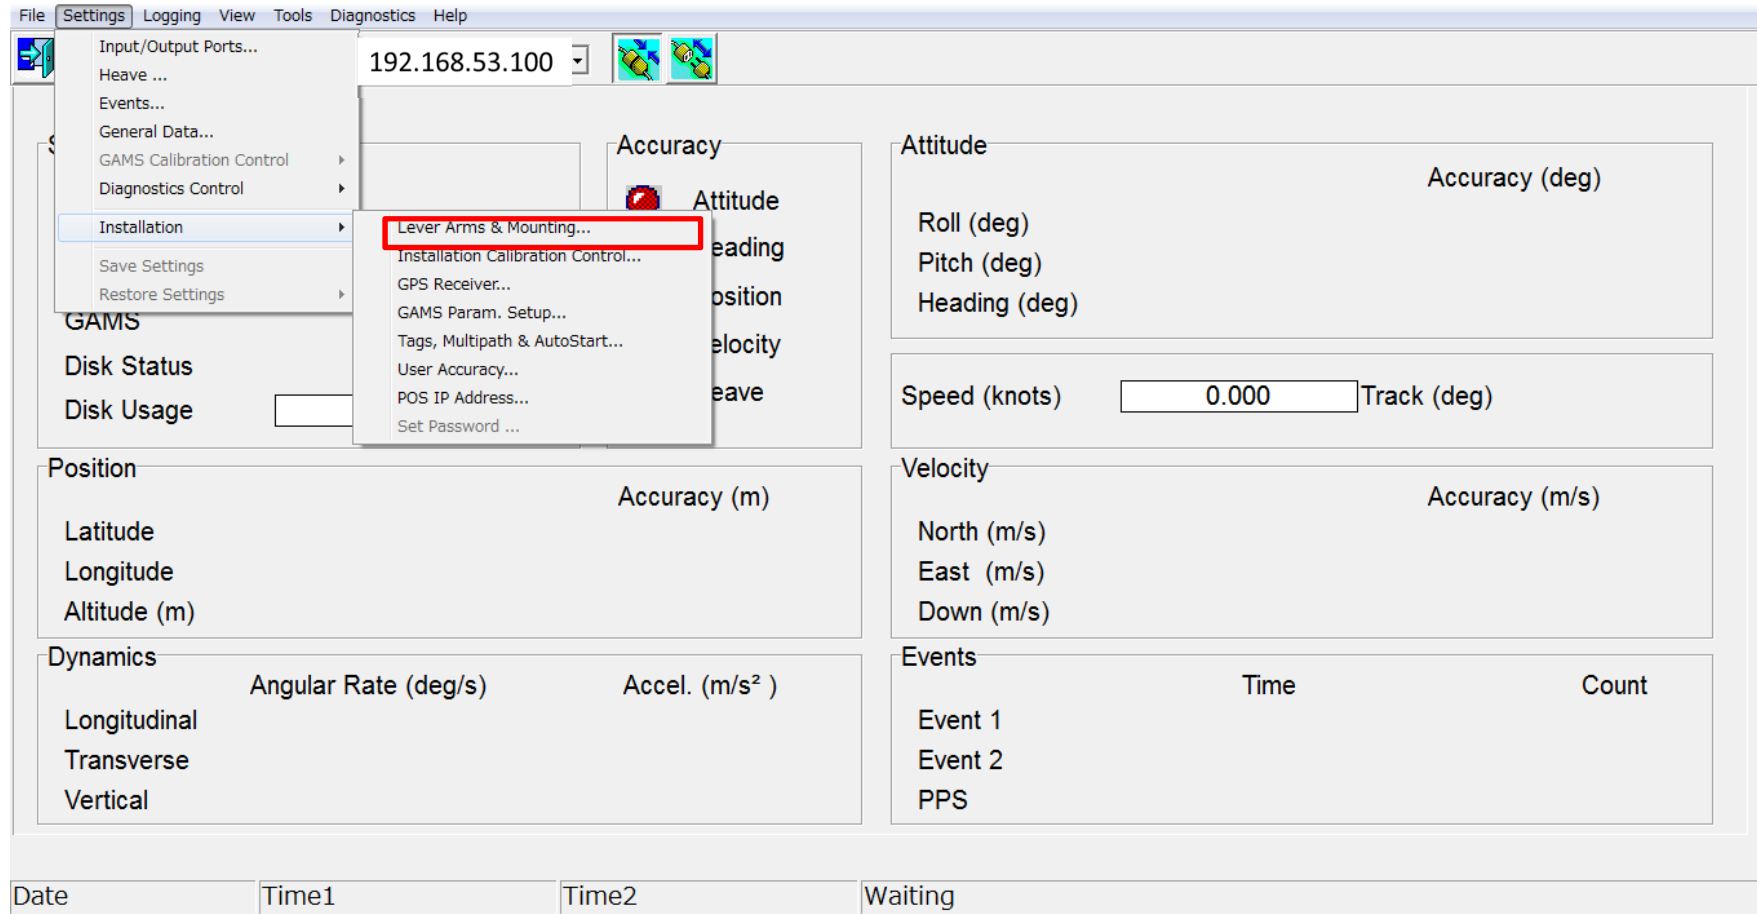 File Settings Logging View Tools Diagnostics Help
Input/Output Ports...
192.168.53.100
Heave ...
Events...
General Data...
GAMS Calibration Control
Diagnostics Control
Installation
Save Settings
Restore Settings
Lever Arms & Mounting...
Installation Calibration Control...
GPS Receiver...
GAMS Param. Setup...
Tags, Multipath & AutoStart...
User Accuracy...
POS IP Address...
Set Password ...
GAMS
Disk Status
Disk Usage
Accuracy
Attitude
eading
osition
elocity
eave
Attitude
Accuracy (deg)
Roll (deg)
Pitch (deg)
Heading (deg)
Speed (knots) 0.000 Track (deg)
Position
Accuracy (m)
Latitude
Longitude
Altitude (m)
Velocity
Accuracy (m/s)
North (m/s)
East (m/s)
Down (m/s)
Dynamics
Angular Rate (deg/s) Accel. (m/s² )
Longitudinal
Transverse
Vertical
Events
Time Count
Event 1
Event 2
PPS
Date Time1 Time2 Waiting